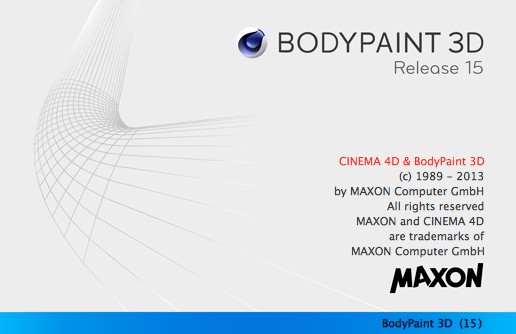 BODYPAINT 3D
Release 15
CINEMA 4D & BodyPaint 3D
(c) 1989 – 2013
by MAXON Computer GmbH
All rights reserved
MAXON and CINEMA 4D
are trademarks of
MAXON Computer GmbH
MAXON
BodyPaint 3D (15)